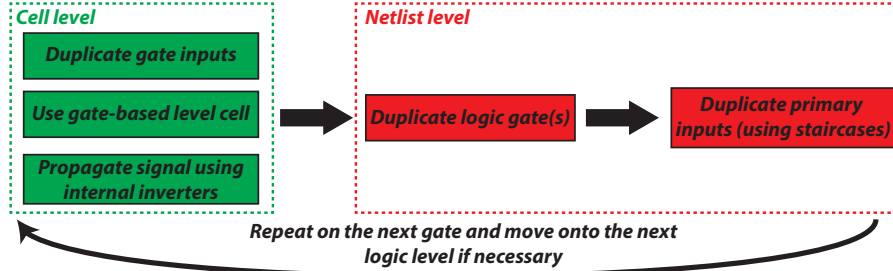 Cell level
Duplicate gate inputs
Use gate-based level cell
Propagate signal using
internal inverters
Netlist level
Duplicate logic gate(s)
Duplicate primary
inputs (using staircases)
Repeat on the next gate and move onto the next
logic level if necessary